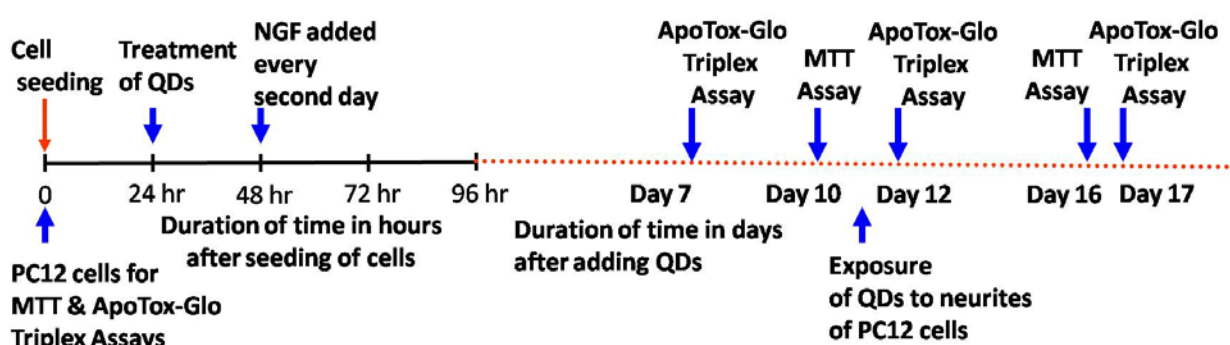 Cell
seeding
Treatment
of QDs
NGF added
every
second day
ApoTox-Glo
Triplex
Assay
MTT
Assay
ApoTox-Glo
Triplex
Assay
MTT
Assay
ApoTox-Glo
Triplex
Assay
0
24 hr
48 hr
72 hr
96 hr
Day 7
Day 10
Day 12
Day 16
Day 17
Duration of time in hours
after seeding of cells
Duration of time in days
after adding QDs
PC12 cells for
MTT & ApoTox-Glo
Triplex Assays
Exposure
of QDs to neurites
of PC12 cells